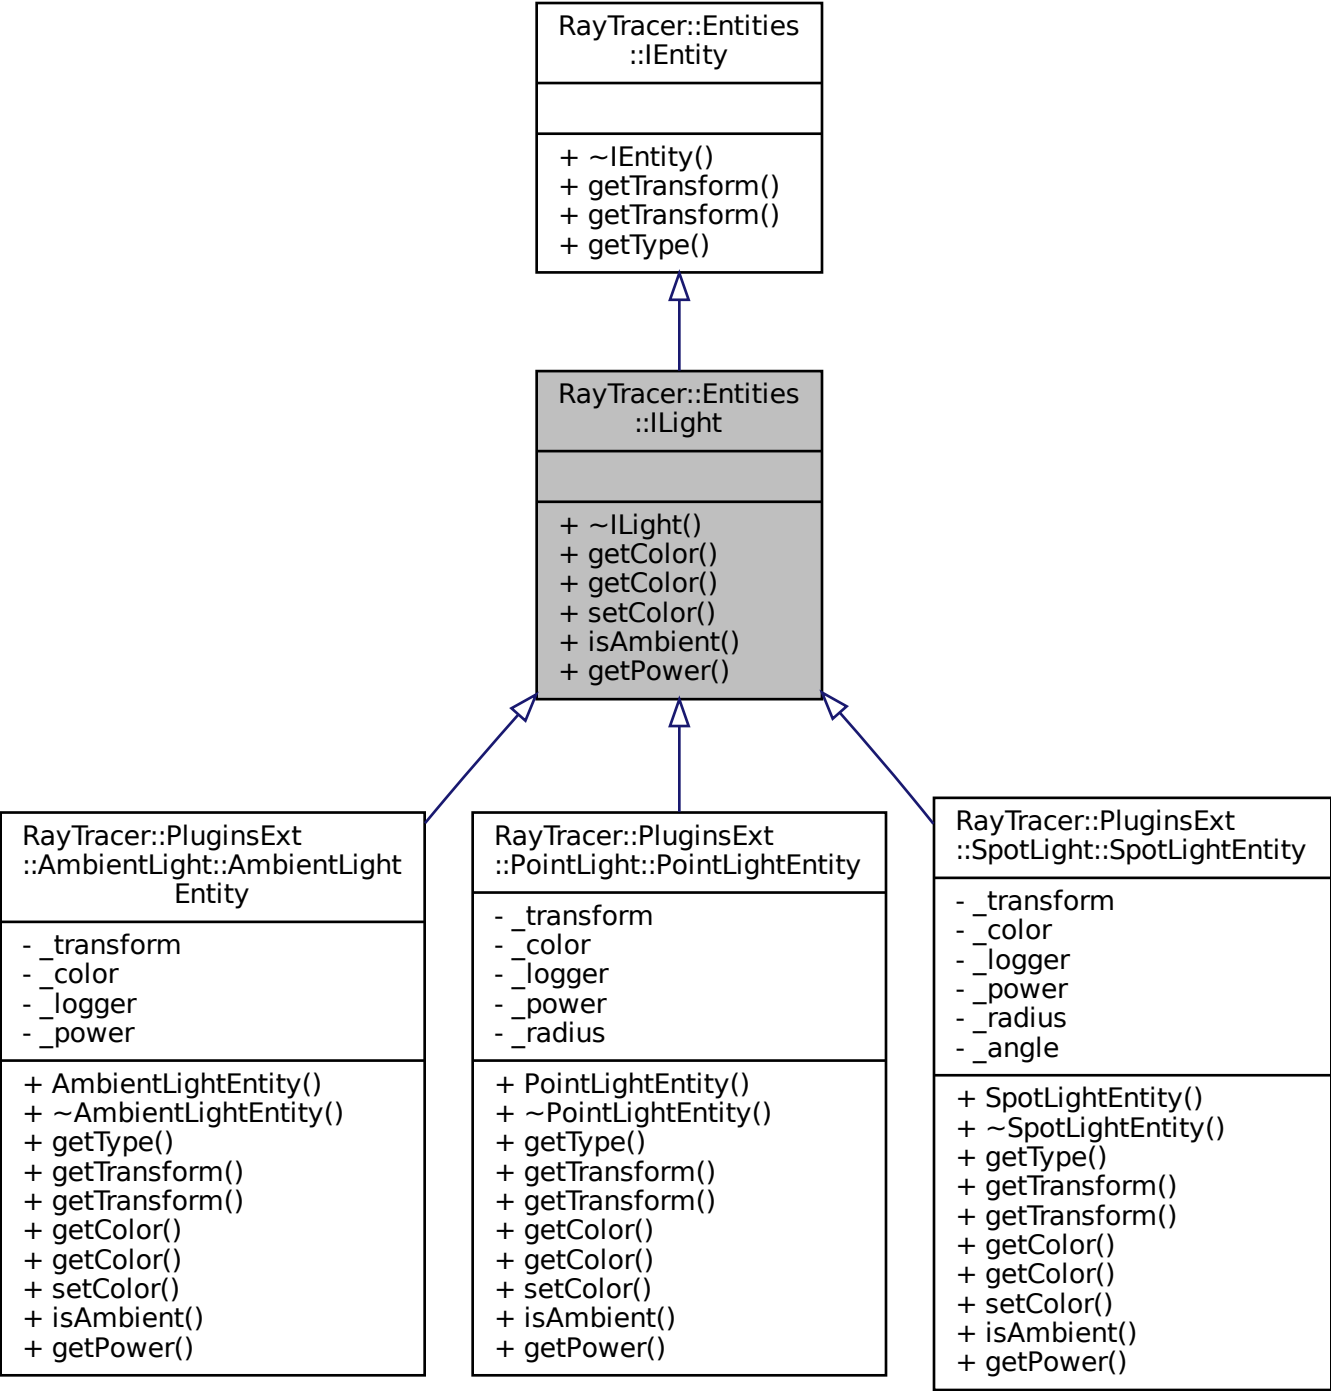 RayTracer::Entities
::IEntity
+ ~IEntity()
+ getTransform()
+ getTransform()
+ getType()
RayTracer::Entities
::ILight
+ ~ILight()
+ getColor()
+ getColor()
+ setColor()
+ isAmbient()
+ getPower()
RayTracer::PluginsExt
::AmbientLight::AmbientLight
Entity
- _transform
- _color
- _logger
- _power
+ AmbientLightEntity()
+ ~AmbientLightEntity()
+ getType()
+ getTransform()
+ getTransform()
+ getColor()
+ getColor()
+ setColor()
+ isAmbient()
+ getPower()
RayTracer::PluginsExt
::PointLight::PointLightEntity
- _transform
- _color
- _logger
- _power
- _radius
+ PointLightEntity()
+ ~PointLightEntity()
+ getType()
+ getTransform()
+ getTransform()
+ getColor()
+ getColor()
+ setColor()
+ isAmbient()
+ getPower()
RayTracer::PluginsExt
::SpotLight::SpotLightEntity
- _transform
- _color
- _logger
- _power
- _radius
- _angle
+ SpotLightEntity()
+ ~SpotLightEntity()
+ getType()
+ getTransform()
+ getTransform()
+ getColor()
+ getColor()
+ setColor()
+ isAmbient()
+ getPower()